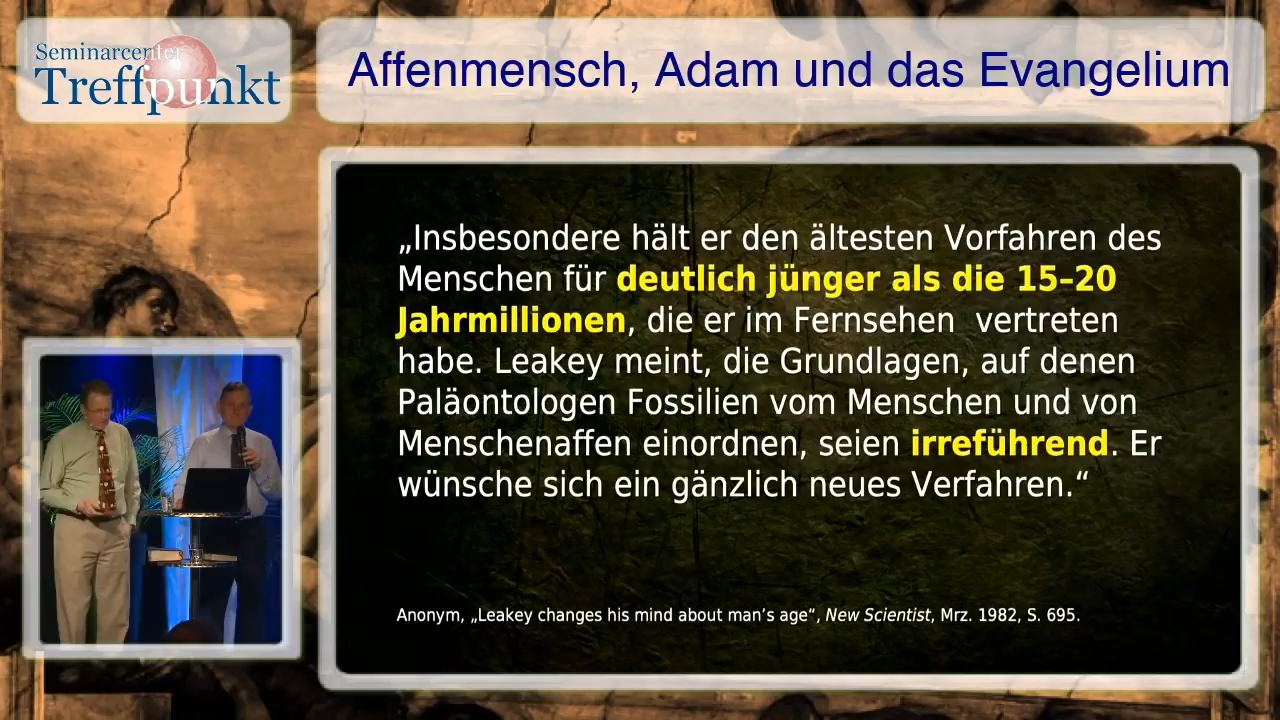 Seminarcenter
Treffpunkt
Affenmensch, Adam und das Evangelium
„Insbesondere hält er den ältesten Vorfahren des
Menschen für deutlich jünger als die 15–20
Jahrmillionen, die er im Fernsehen  vertreten
habe. Leakey meint, die Grundlagen, auf denen
Paläontologen Fossilien vom Menschen und von
Menschenaffen einordnen, seien irreführend. Er
wünsche sich ein gänzlich neues Verfahren.“
Anonym, „Leakey changes his mind about man’s age“, New Scientist, Mrz. 1982, S. 695.